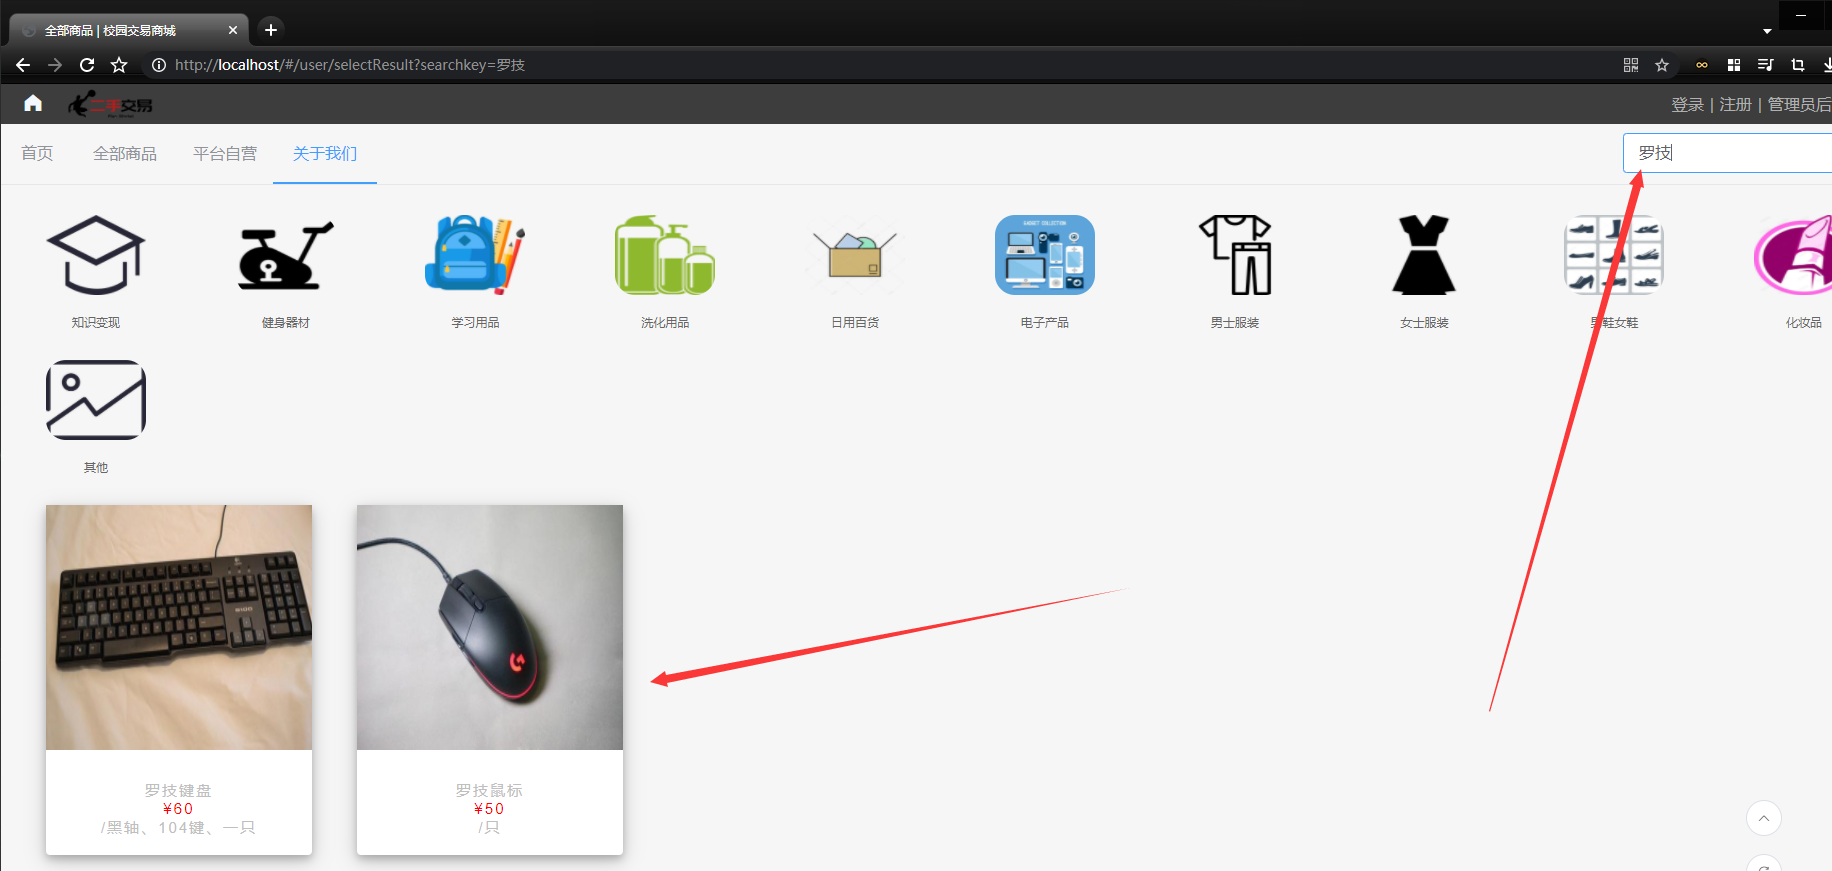 全部商品 | 校园交易商城
http://localhost/#/user/selectResult?searchkey=罗技
二手交易
登录 | 注册 | 管理员后
首页 全部商品 平台自营 关于我们 罗技
GADGET COLLECTION
知识变现 健身器材 学习用品 洗化用品 日用百货 电子产品 男士服装 女士服装 男鞋女鞋 化妆品
其他
罗技键盘 罗技鼠标
¥60 ¥50
/黑轴、104键、一只 /只